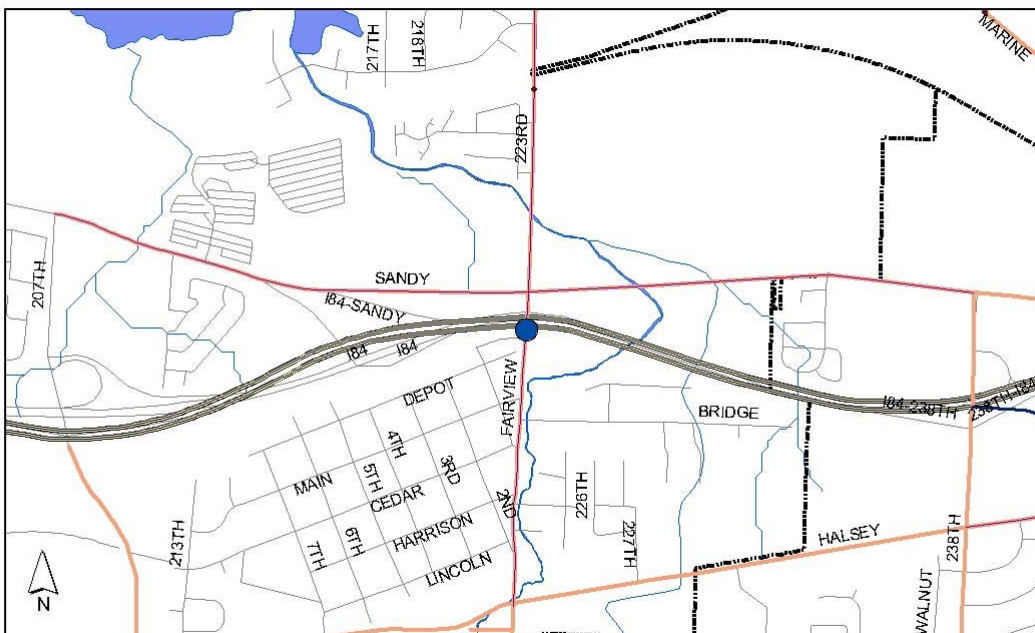 MARINE
217TH
218TH
223RD
207TH
SANDY
I84-SANDY
I84
I84
DEPOT
FAIRVIEW
BRIDGE
I84-238TH
238TH-I84
4TH
MAIN
5TH
3RD
CEDAR
2ND
226TH
6TH
HARRISON
7TH
213TH
227TH
HALSEY
238TH
LINCOLN
WALNUT
N